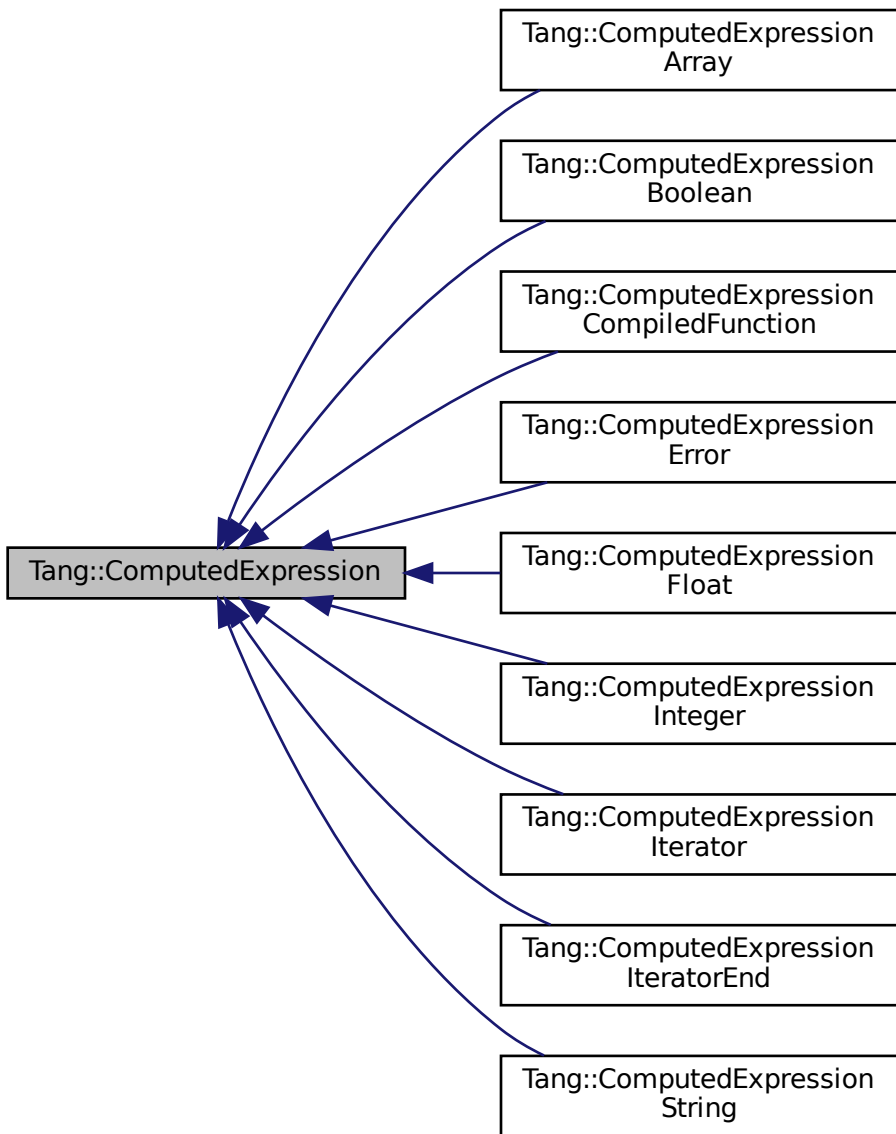 Tang::ComputedExpression
Array
Tang::ComputedExpression
Boolean
Tang::ComputedExpression
CompiledFunction
Tang::ComputedExpression
Error
Tang::ComputedExpression
Tang::ComputedExpression
Float
Tang::ComputedExpression
Integer
Tang::ComputedExpression
Iterator
Tang::ComputedExpression
IteratorEnd
Tang::ComputedExpression
String